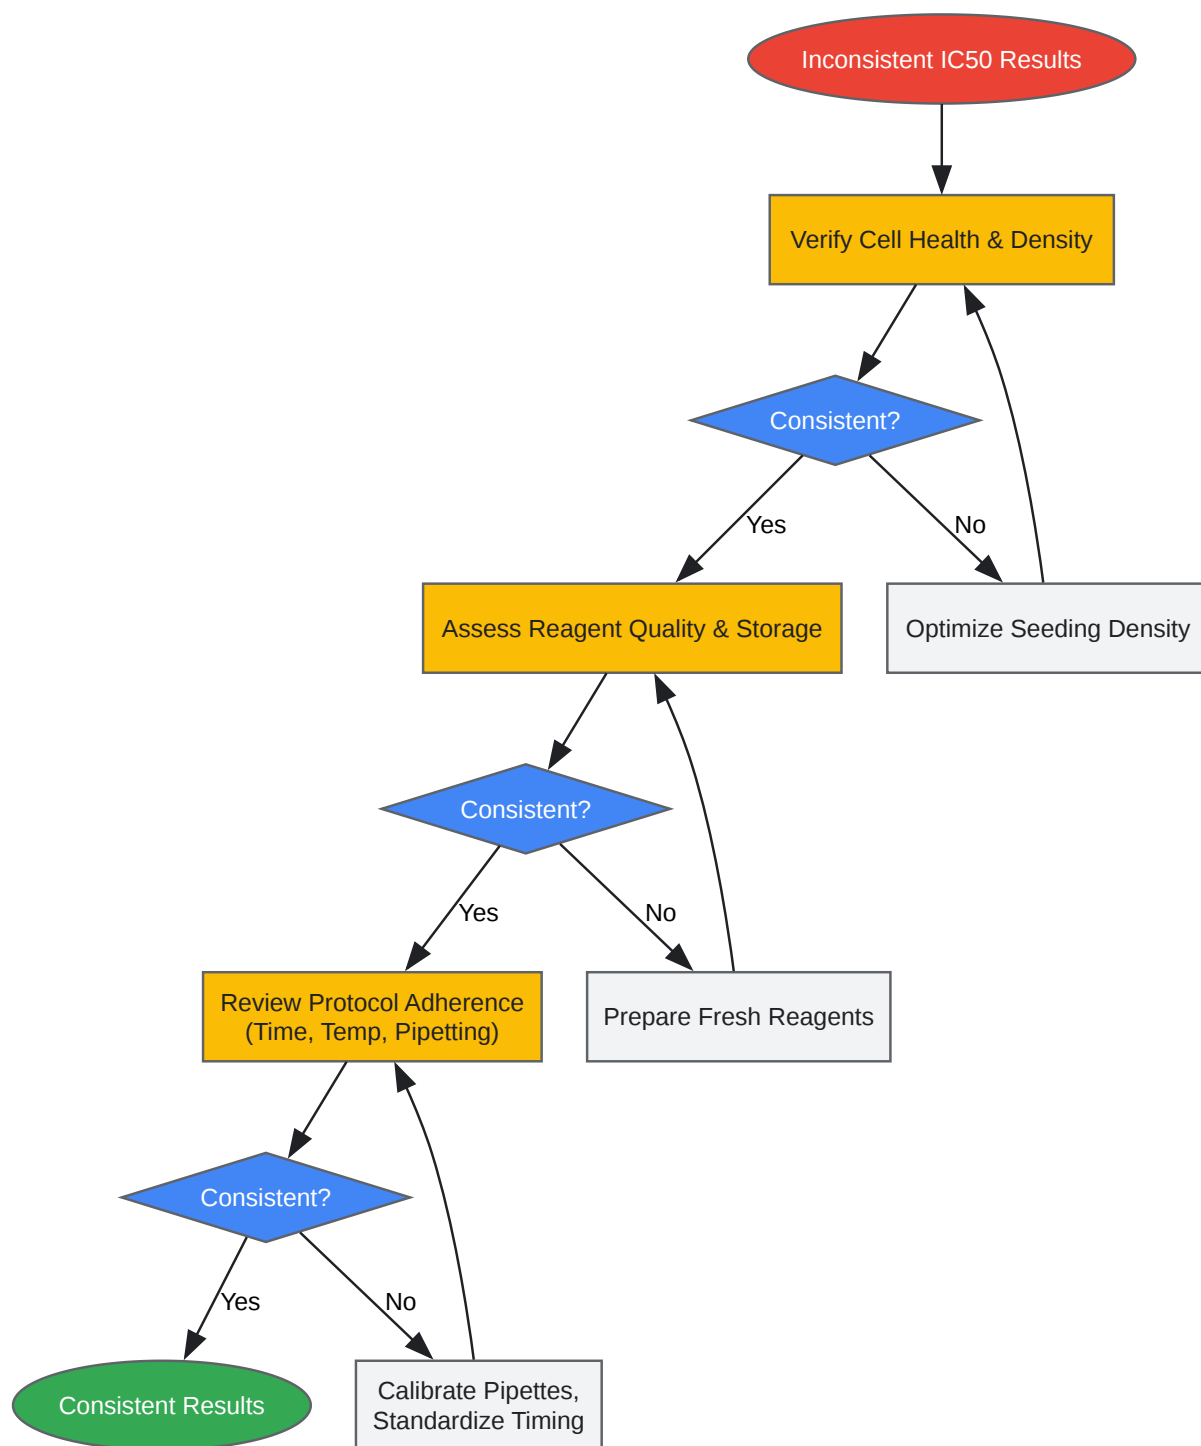 Inconsistent IC50 Results
Verify Cell Health & Density
Consistent?
Yes
No
Assess Reagent Quality & Storage
Optimize Seeding Density
Consistent?
Yes
No
Review Protocol Adherence
(Time, Temp, Pipetting)
Prepare Fresh Reagents
Consistent?
Yes
No
Consistent Results
Calibrate Pipettes,
Standardize Timing